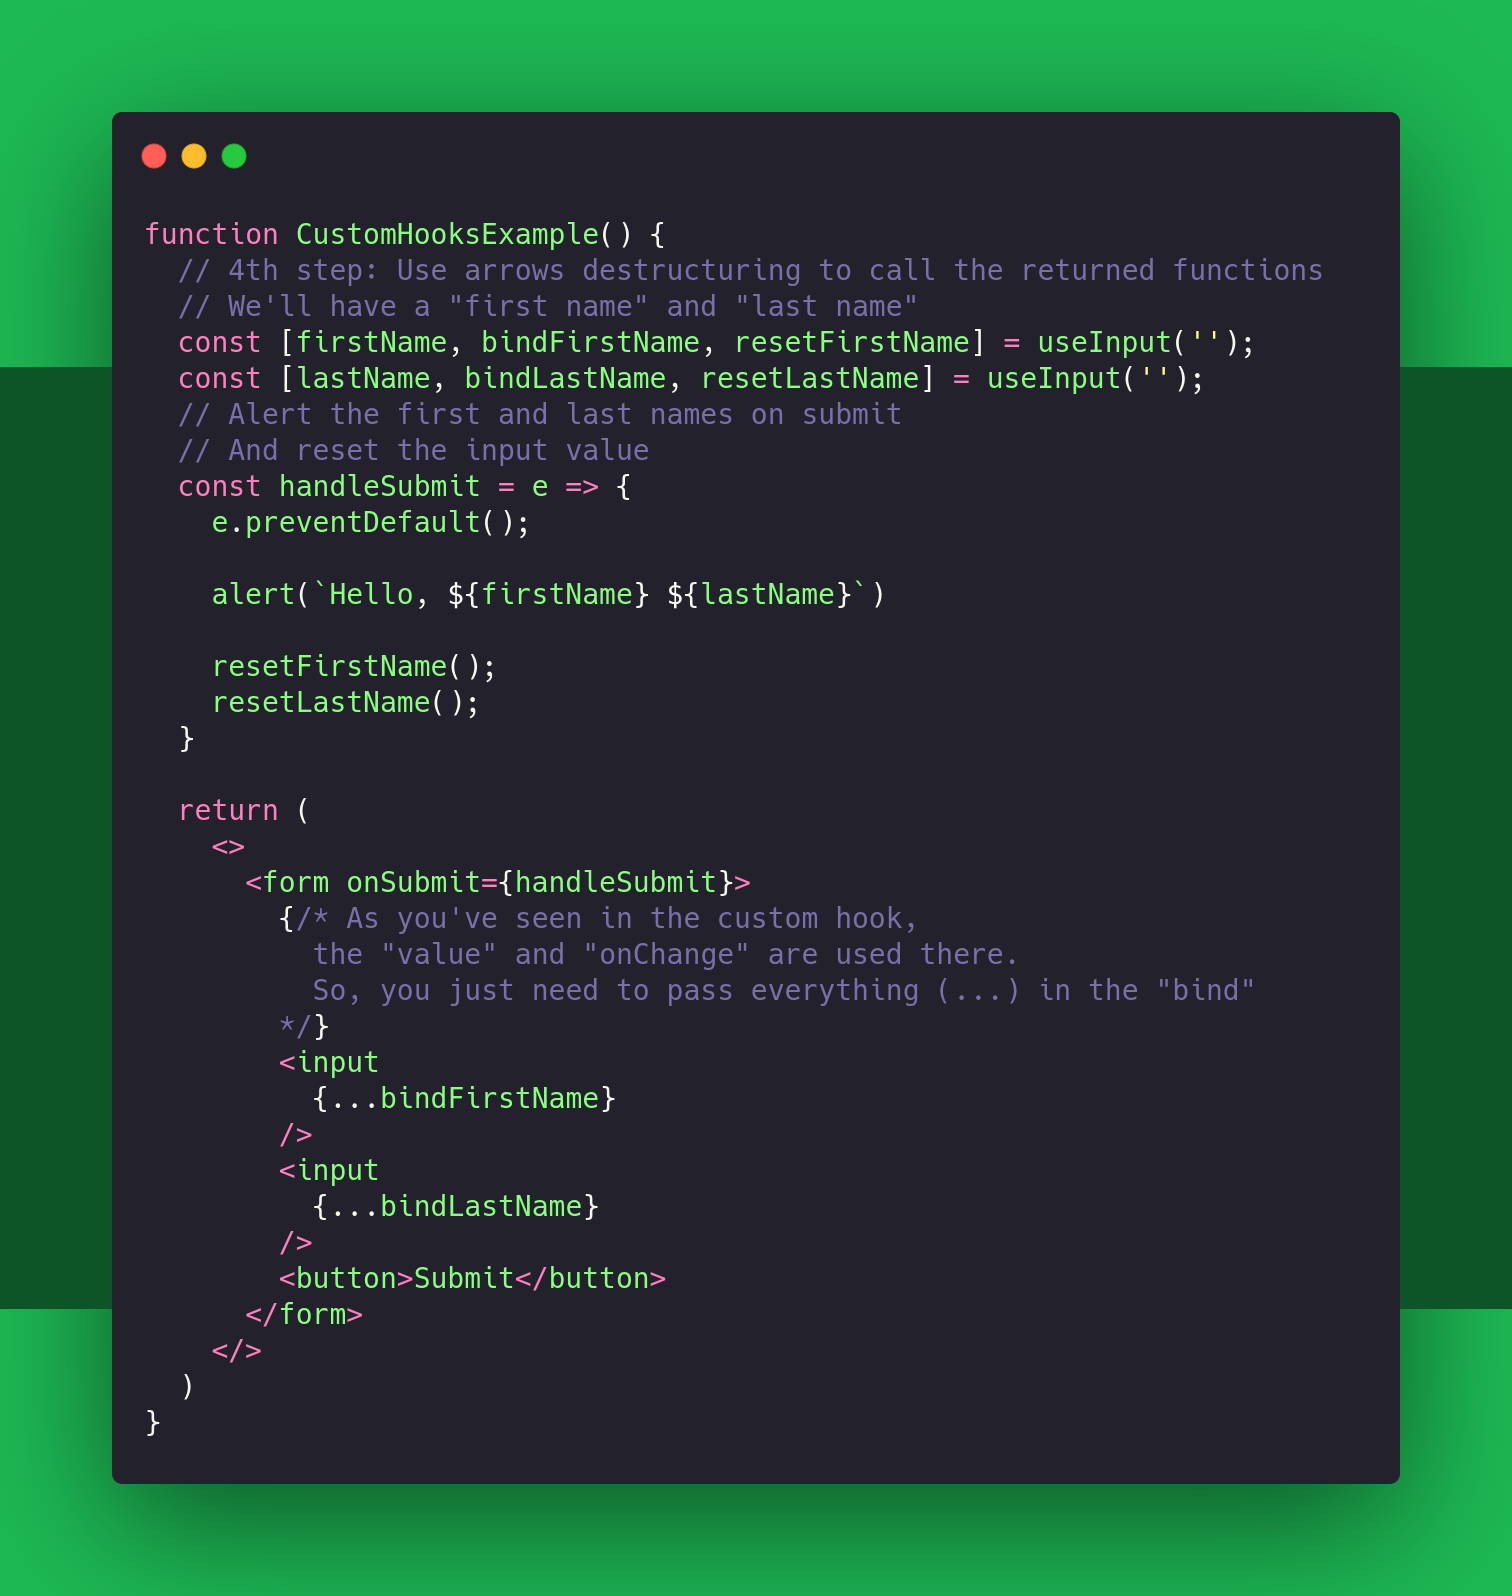 function CustomHooksExample() {
  // 4th step: Use arrows destructuring to call the returned functions
  // We'll have a "first name" and "last name"
  const [firstName, bindFirstName, resetFirstName] = useInput('');
  const [lastName, bindLastName, resetLastName] = useInput('');
  // Alert the first and last names on submit
  // And reset the input value
  const handleSubmit = e => {
    e.preventDefault();

    alert(`Hello, ${firstName} ${lastName}`)

    resetFirstName();
    resetLastName();
  }

  return (
    <>
      <form onSubmit={handleSubmit}>
        {/* As you've seen in the custom hook,
          the "value" and "onChange" are used there.
          So, you just need to pass everything (...) in the "bind"
        */}
        <input
          {...bindFirstName}
        />
        <input
          {...bindLastName}
        />
        <button>Submit</button>
      </form>
    </>
  )
}